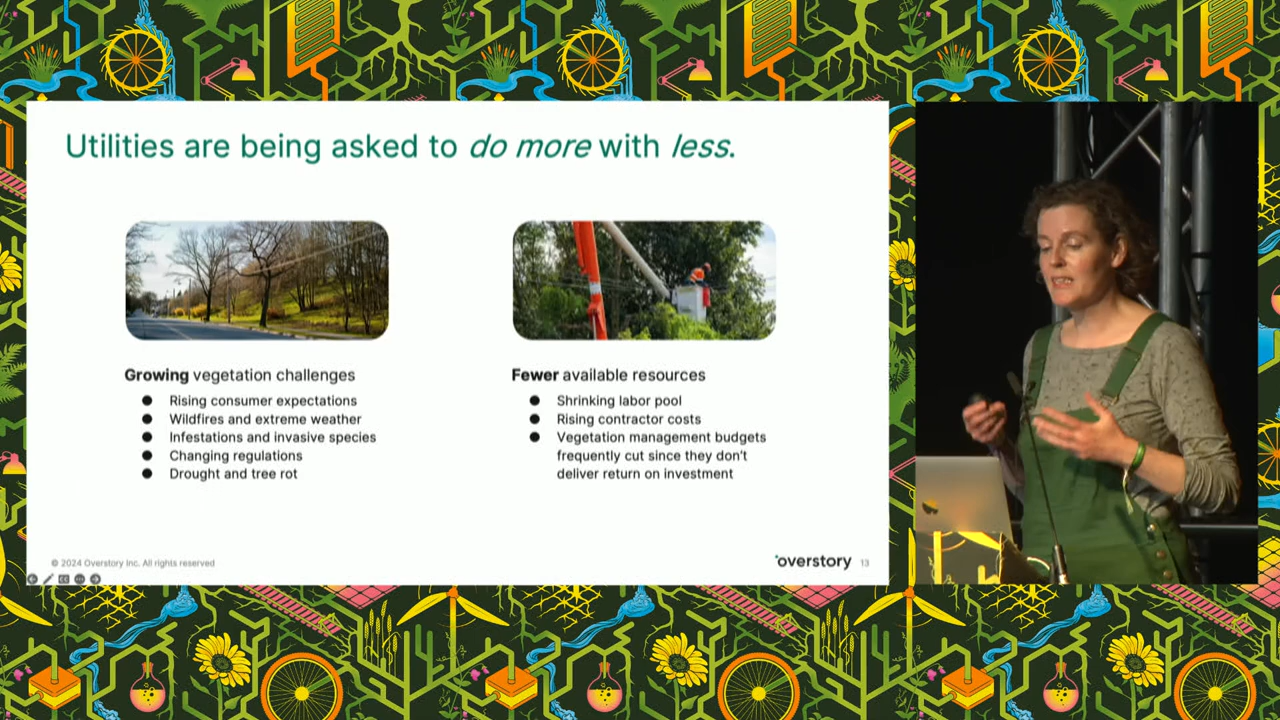 Utilities are being asked to do more with less.
Growing vegetation challenges
Rising consumer expectations
Wildfires and extreme weather
Infestations and invasive species
Changing regulations
Drought and tree rot
Fewer available resources
Shrinking labor pool
Rising contractor costs
Vegetation management budgets
frequently cut since they don't
deliver return on investment
© 2024 Overstory Inc. All rights reserved
overstory
13